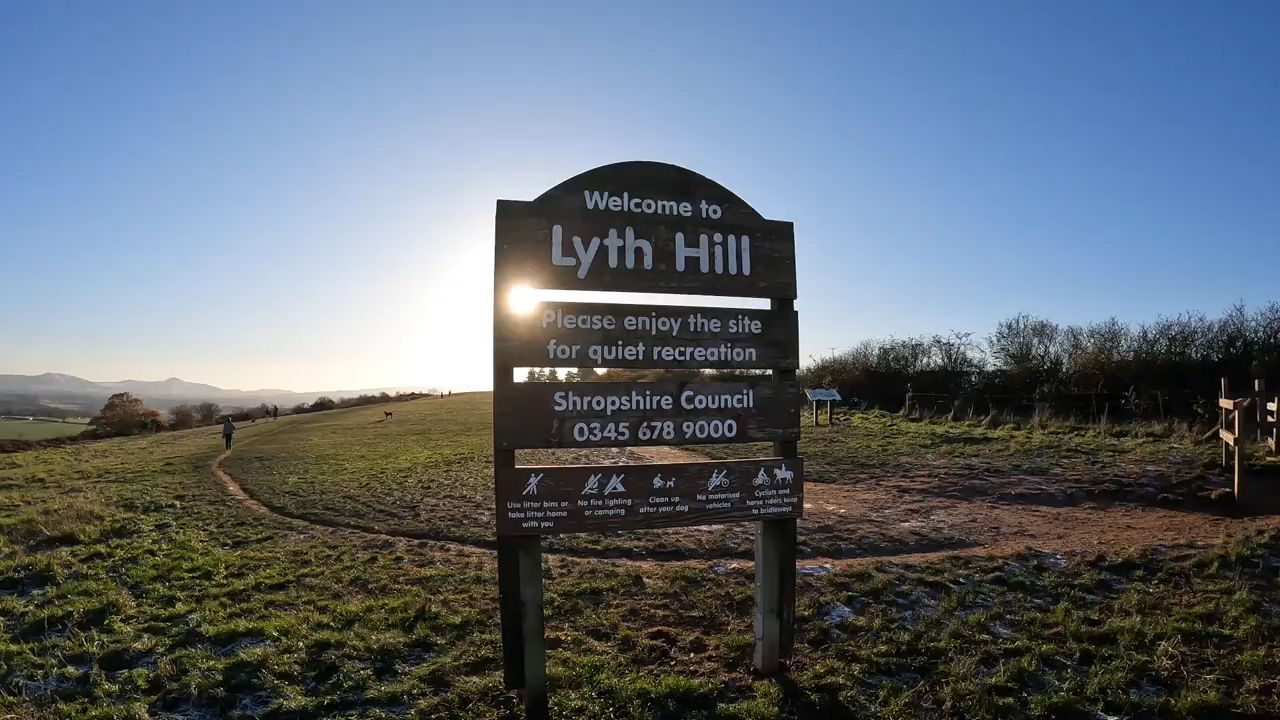 Welcome to
Lyth Hill
Please enjoy the site
for quiet recreation
Shropshire Council
0345 678 9000
Use litter bins or
take litter home
with you
No fire lighting
or camping
Clean up
after your dog
No motorised
vehicles
Cyclists and
horse riders keep
to bridleways